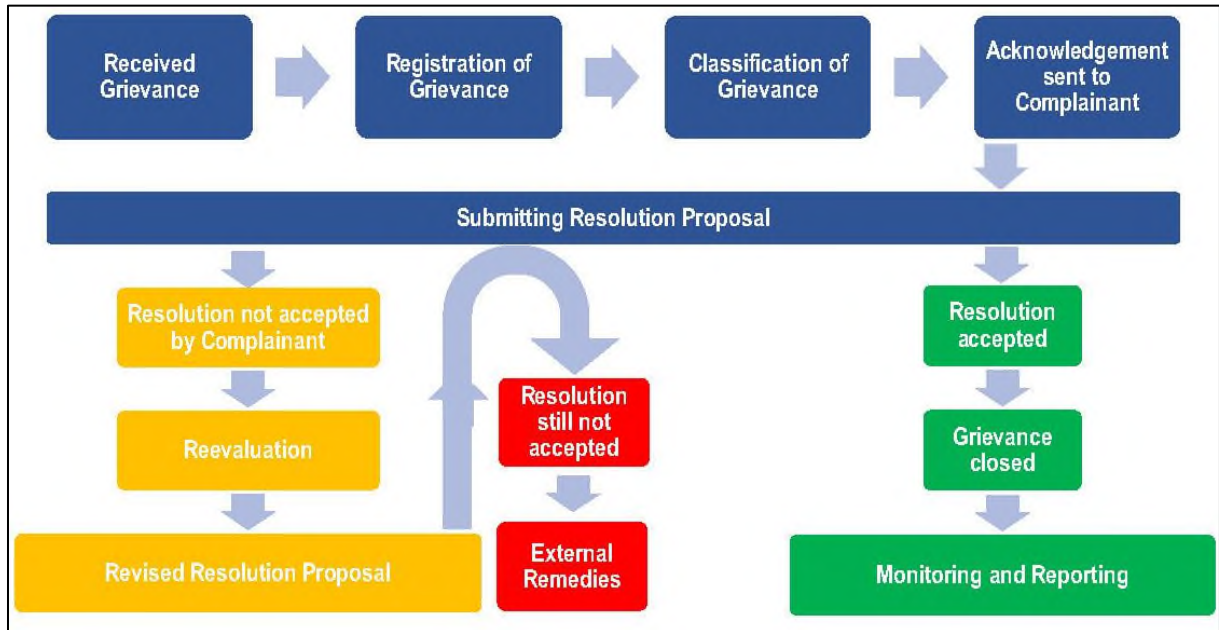 Received
Grievance
Registration of
Grievance
Classification of
Grievance
Acknowledgement
sent to
Complainant
Submitting Resolution Proposal
Resolution not accepted
by Complainant
Reevaluation
Revised Resolution Proposal
Resolution
still not
accepted
External
Remedies
Resolution
accepted
Grievance
closed
Monitoring and Reporting